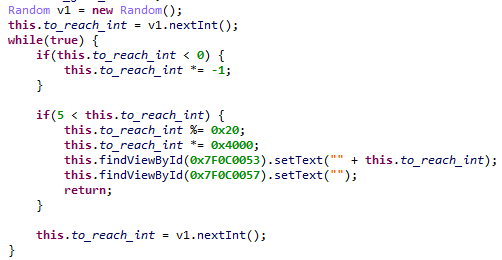 Random v1 = new Random();
this.to_reach_int = v1.nextInt();
while(true) {
    if(this.to_reach_int < 0) {
        this.to_reach_int *= -1;
    }

    if(5 < this.to_reach_int) {
        this.to_reach_int %= 0x20;
        this.to_reach_int *= 0x4000;
        this.findViewById(0x7F0C0053).setText("" + this.to_reach_int);
        this.findViewById(0x7F0C0057).setText("");
        return;
    }

    this.to_reach_int = v1.nextInt();
}